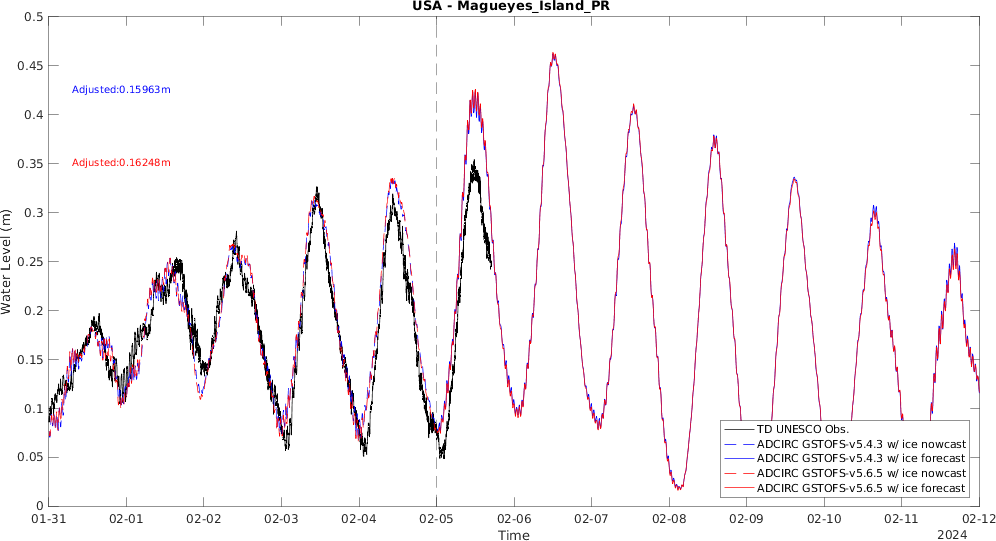 USA - Magueyes_Island_PR
0.5
0.45
0.4
0.35
0.3
0.25
0.2
0.15
0.1
0.05
0
Water Level (m)
Adjusted:0.15963m
Adjusted:0.16248m
TD UNESCO Obs.
ADCIRC GSTOFS-v5.4.3 w/ ice nowcast
ADCIRC GSTOFS-v5.4.3 w/ ice forecast
ADCIRC GSTOFS-v5.6.5 w/ ice nowcast
ADCIRC GSTOFS-v5.6.5 w/ ice forecast
01-31 02-01 02-02 02-03 02-04 02-05 02-06 02-07 02-08 02-09 02-10 02-11 02-12
Time
2024